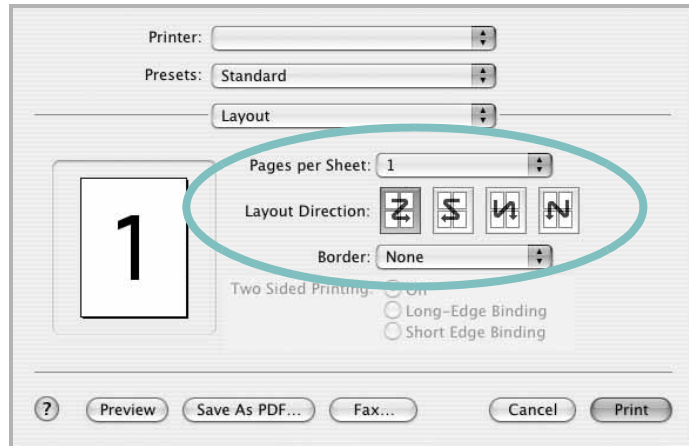 Printer:
Presets: Standard
Layout
Pages per Sheet: 1
1
Layout Direction:
Border: None
Two Sided Printing: Off
Long-Edge Binding
Short Edge Binding
? Preview Save As PDF... Fax... Cancel Print